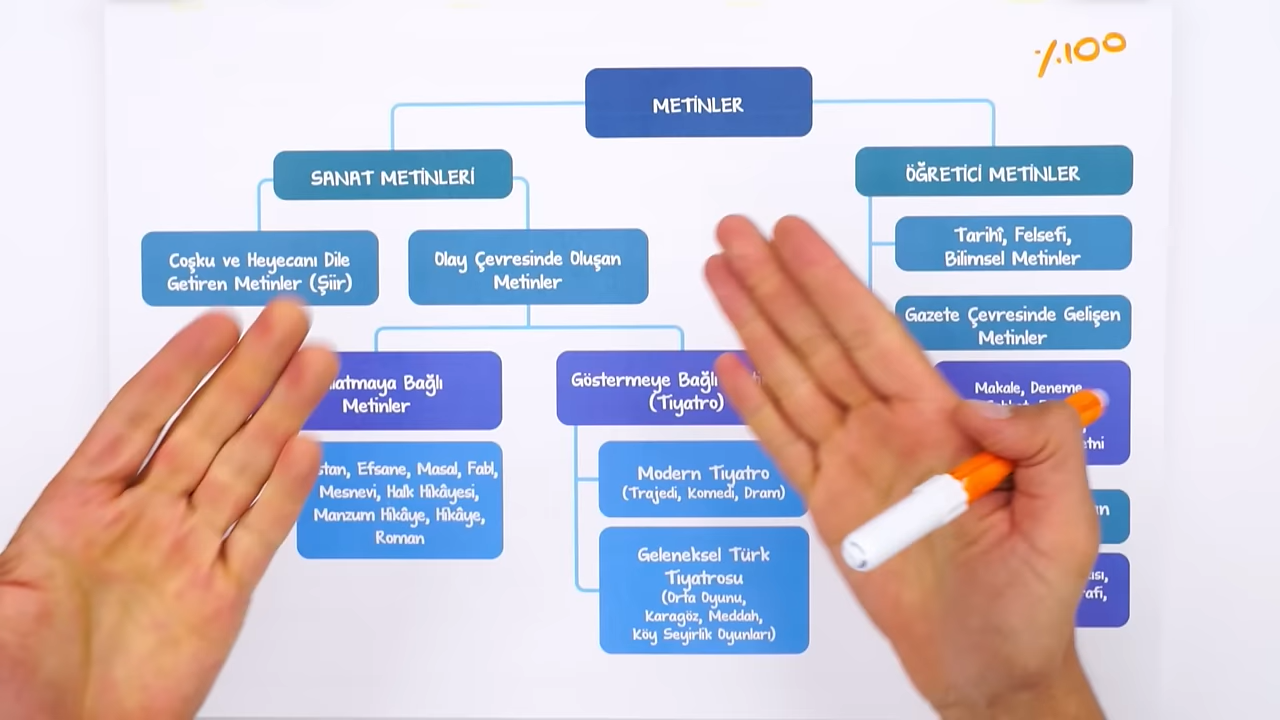 %100
METİNLER
SANAT METİNLERİ
ÖĞRETİCİ METİNLER
Coşku ve Heyecanı Dile
Getiren Metinler (Şiir)
Olay Çevresinde Oluşan
Metinler
Tarihî, Felsefi,
Bilimsel Metinler
Gazete Çevresinde Gelişen
Metinler
Bağlı
Metinler
Göstermeye Bağlı
(Tiyatro)
Makale, Deneme,
Efsane, Masal, Fabl,
Mesnevi, Halk Hikâyesi,
Manzum Hikâye, Hikâye,
Roman
Modern Tiyatro
(Trajedi, Komedi, Dram)
Geleneksel Türk
Tiyatrosu
(Orta Oyunu,
Karagöz, Meddah,
Köy Seyirlik Oyunları)